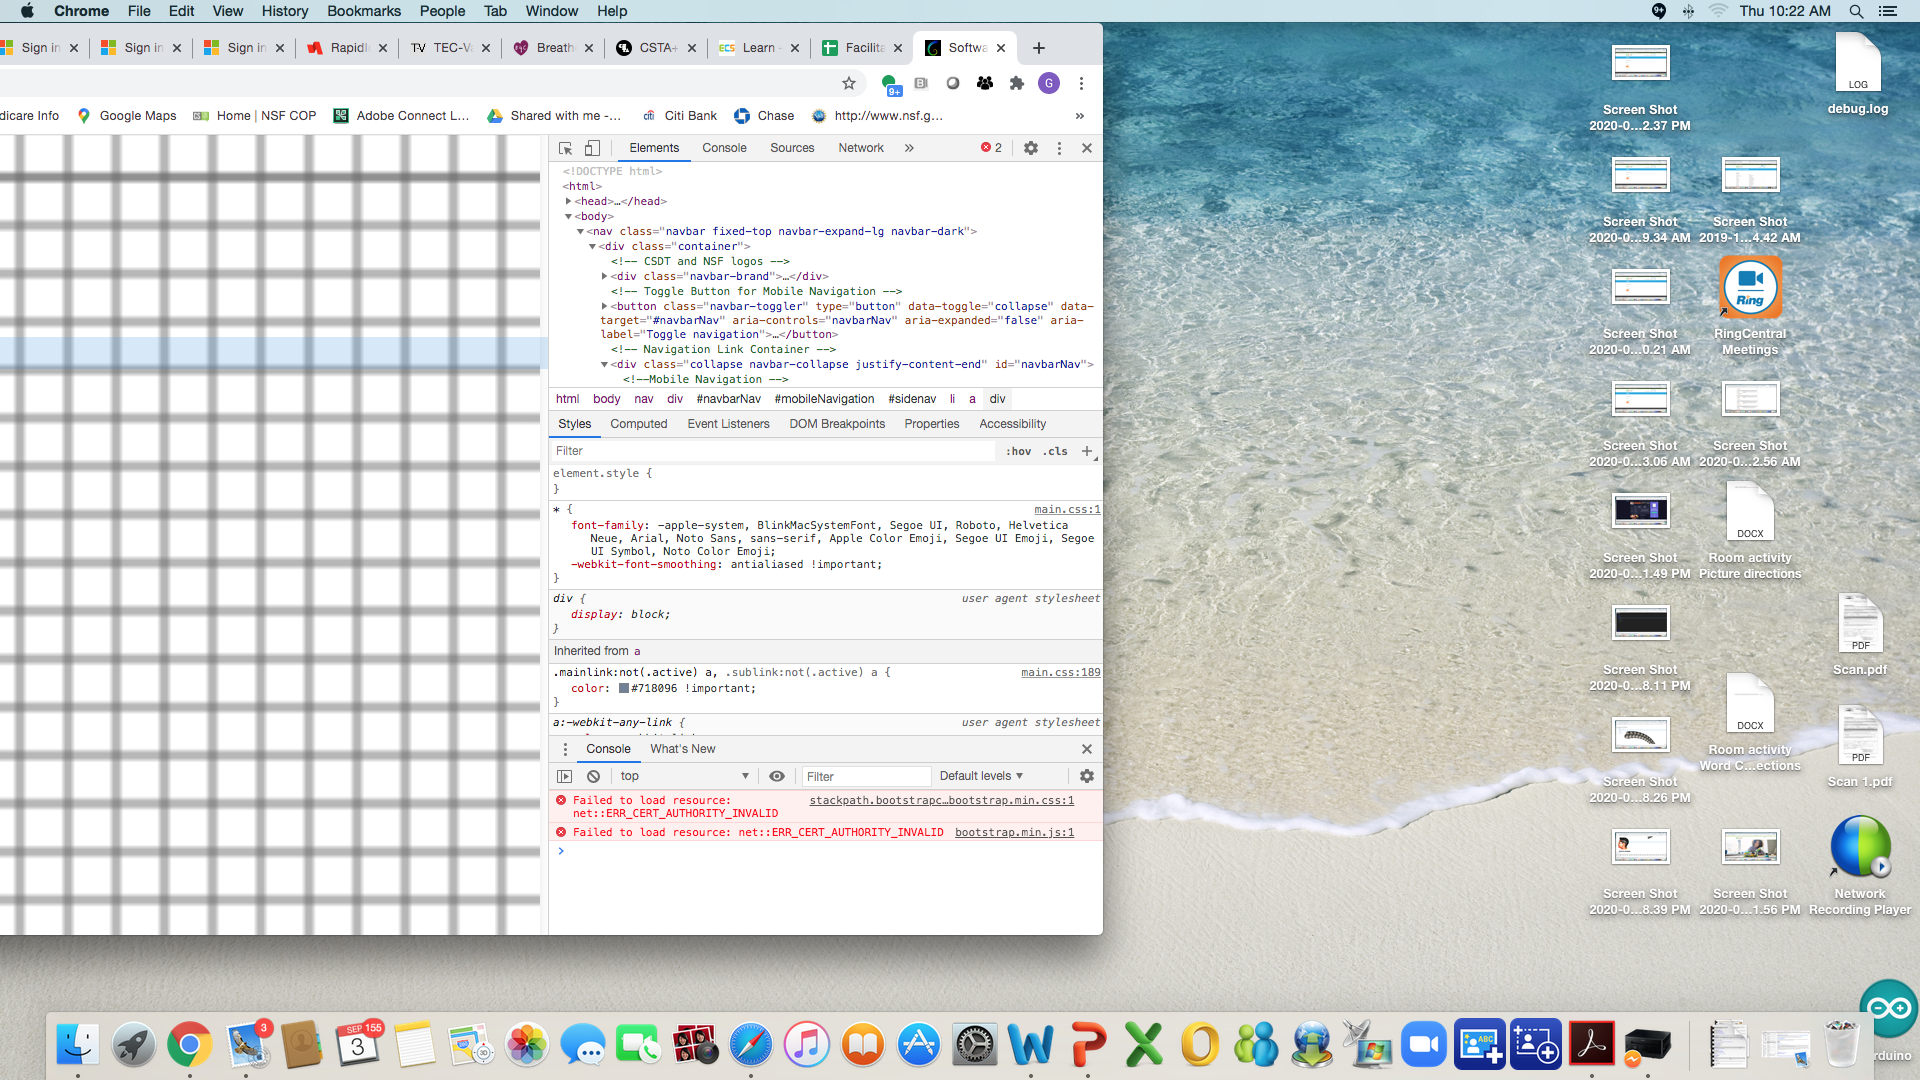 Chrome File Edit View History Bookmarks People Tab Window Help
9+ Thu 10:22 AM
Sign in Sign in Sign in RapidI TEC-V Breath CSTA+ Learn Facilita Softwa
9+ G
dicare Info Google Maps Home | NSF COP Adobe Connect L... Shared with me -... Citi Bank Chase http://www.nsf.g... »
Elements Console Sources Network » 2
<!DOCTYPE html>
<html>
<head>…</head>
<body>
<nav class="navbar fixed-top navbar-expand-lg navbar-dark">
<div class="container">
<!-- CSDT and NSF logos -->
<div class="navbar-brand">…</div>
<!-- Toggle Button for Mobile Navigation -->
<button class="navbar-toggler" type="button" data-toggle="collapse" data-
target="#navbarNav" aria-controls="navbarNav" aria-expanded="false" aria-
label="Toggle navigation">…</button>
<!-- Navigation Link Container -->
<div class="collapse navbar-collapse justify-content-end" id="navbarNav">
<!--Mobile Navigation -->
html body nav div #navbarNav #mobileNavigation #sidenav li a div
Styles Computed Event Listeners DOM Breakpoints Properties Accessibility
Filter :hov .cls +
element.style {
}
* { main.css:1
font-family: -apple-system, BlinkMacSystemFont, Segoe UI, Roboto, Helvetica
Neue, Arial, Noto Sans, sans-serif, Apple Color Emoji, Segoe UI Emoji, Segoe
UI Symbol, Noto Color Emoji;
-webkit-font-smoothing: antialiased !important;
}
div { user agent stylesheet
display: block;
}
Inherited from a
.mainlink:not(.active) a, .sublink:not(.active) a { main.css:189
color: #718096 !important;
}
a:-webkit-any-link { user agent stylesheet
Console What's New
top Filter Default levels
Failed to load resource: stackpath.bootstrapc…bootstrap.min.css:1
net::ERR_CERT_AUTHORITY_INVALID
Failed to load resource: net::ERR_CERT_AUTHORITY_INVALID bootstrap.min.js:1
Screen Shot
2020-0...2.37 PM
LOG
debug.log
Screen Shot
2020-0...9.34 AM
Screen Shot
2019-1...4.42 AM
Screen Shot
2020-0...0.21 AM
Ring
RingCentral
Meetings
Screen Shot
2020-0...3.06 AM
Screen Shot
2020-0...2.56 AM
Screen Shot
2020-0...1.49 PM
DOCX
Room activity
Picture directions
Screen Shot
2020-0...8.11 PM
PDF
Scan.pdf
Screen Shot
2020-0...8.26 PM
DOCX
Room activity
Word C...ections
PDF
Scan 1.pdf
Screen Shot
2020-0...8.39 PM
Screen Shot
2020-0...1.56 PM
Network
Recording Player
rduino
3
SEP 155
3
ABC